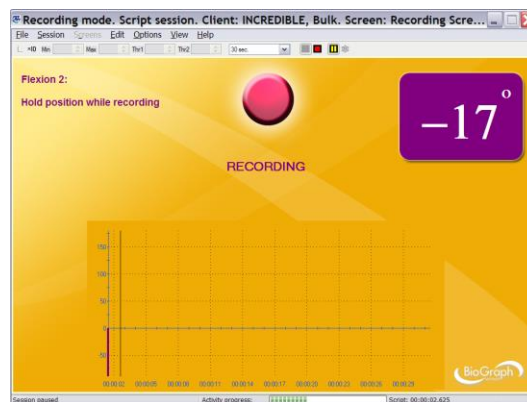 Recording mode. Script session. Client: INCREDIBLE, Bulk. Screen: Recording Scre...
File Session Screens Edit Options View Help
Min Max Thr1 Thr2 30 sec
Flexion 2:
Hold position while recording
−17°
RECORDING
150
100
50
0
-50
00:00:02 00:00:05 00:00:08 00:00:11 00:00:14 00:00:17 00:00:20 00:00:23 00:00:26 00:00:29
BioGraph
Session paused Activity progress: Script: 00:00:02.625